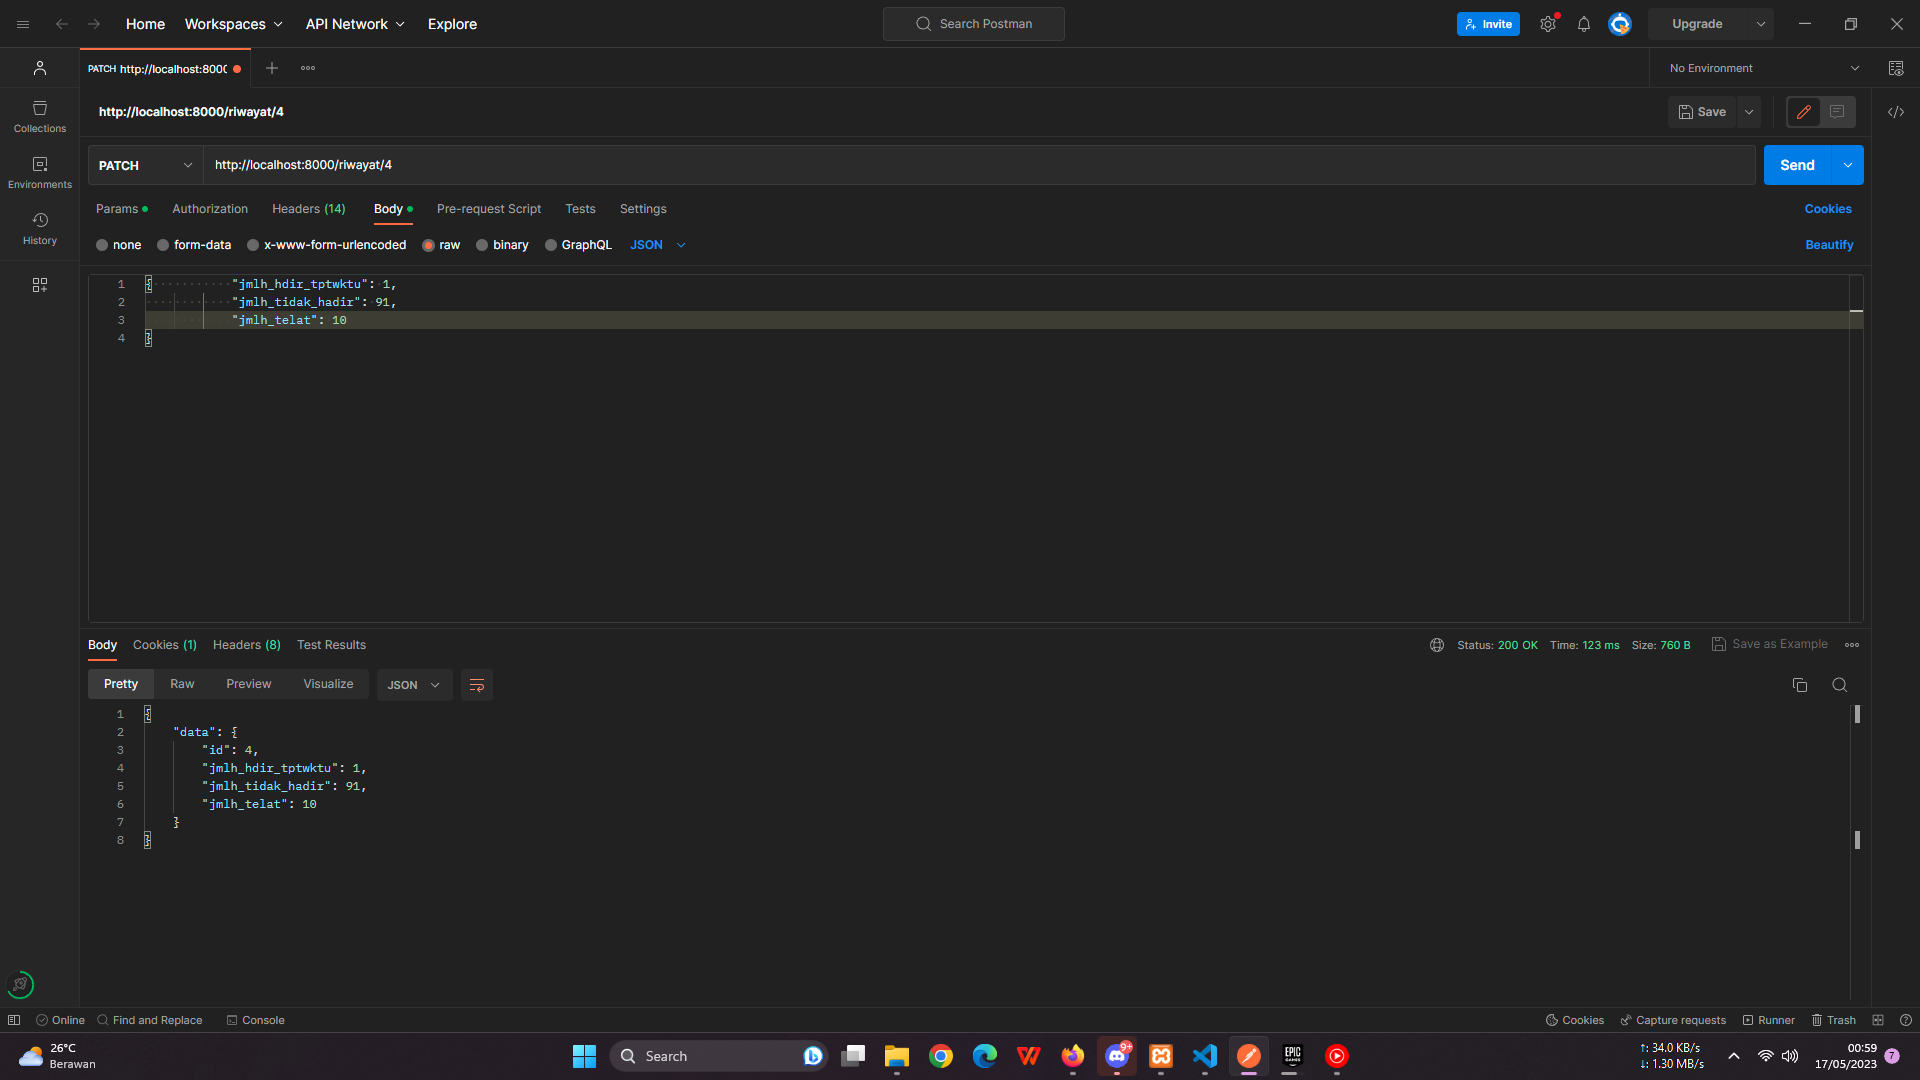 Home Workspaces API Network Explore Search Postman Invite Upgrade
PATCH http://localhost:8000 No Environment
http://localhost:8000/riwayat/4 Save
Collections
PATCH http://localhost:8000/riwayat/4 Send
Environments
Params Authorization Headers (14) Body Pre-request Script Tests Settings Cookies
History
none form-data x-www-form-urlencoded raw binary GraphQL JSON Beautify
1 { "jmlh_hdir_tptwktu": 1,
2 "jmlh_tidak_hadir": 91,
3 "jmlh_telat": 10
4 }
Body Cookies (1) Headers (8) Test Results Status: 200 OK Time: 123 ms Size: 760 B Save as Example
Pretty Raw Preview Visualize JSON
1 {
2 "data": {
3 "id": 4,
4 "jmlh_hdir_tptwktu": 1,
5 "jmlh_tidak_hadir": 91,
6 "jmlh_telat": 10
7 }
8 }
Online Find and Replace Console Cookies Capture requests Runner Trash
26°C
Berawan
Search
9+
EPIC
GAMES
↑: 34.0 KB/s
↓: 1.30 MB/s
00:59
17/05/2023
7